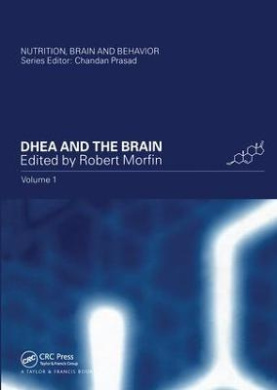 NUTRITION, BRAIN AND BEHAVIOR
Series Editor: Chandan Prasad
DHEA AND THE BRAIN
Edited by Robert Morfin
Volume 1
CRC Press
Taylor & Francis Group
A TAYLOR & FRANCIS BOOK